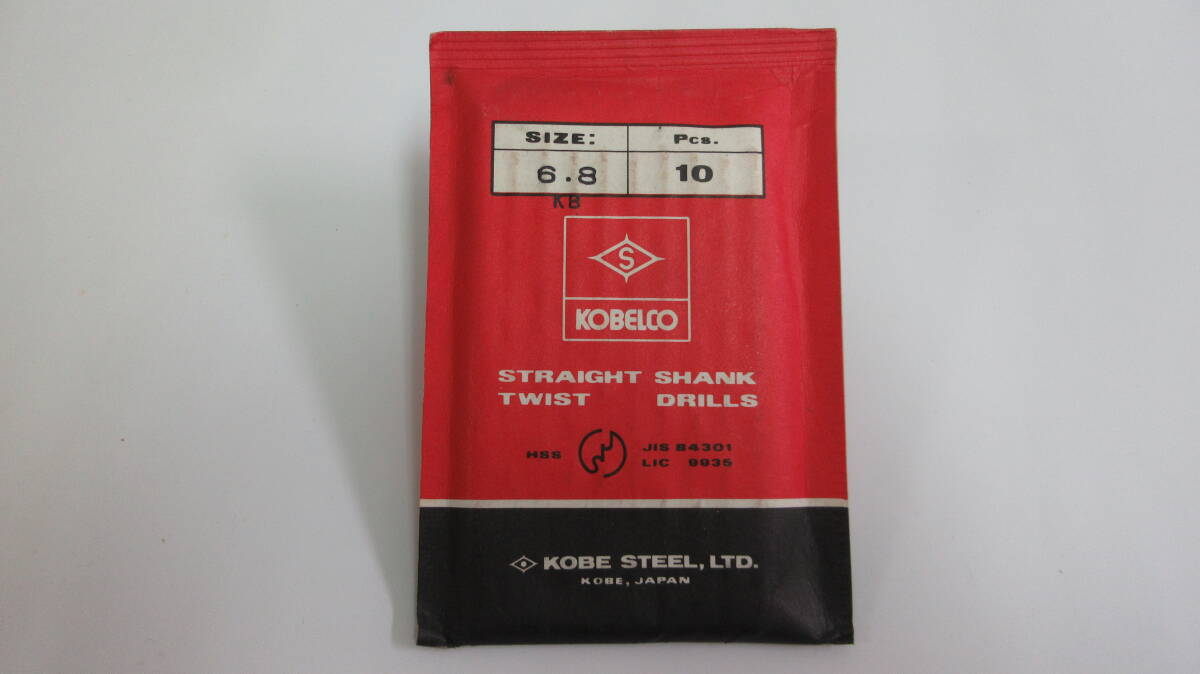 SIZE: Pcs.
6.8 10
KB
S
KOBELCO
STRAIGHT SHANK
TWIST DRILLS
HSS JIS B4301
LIC 9935
KOBE STEEL, LTD.
KOBE, JAPAN